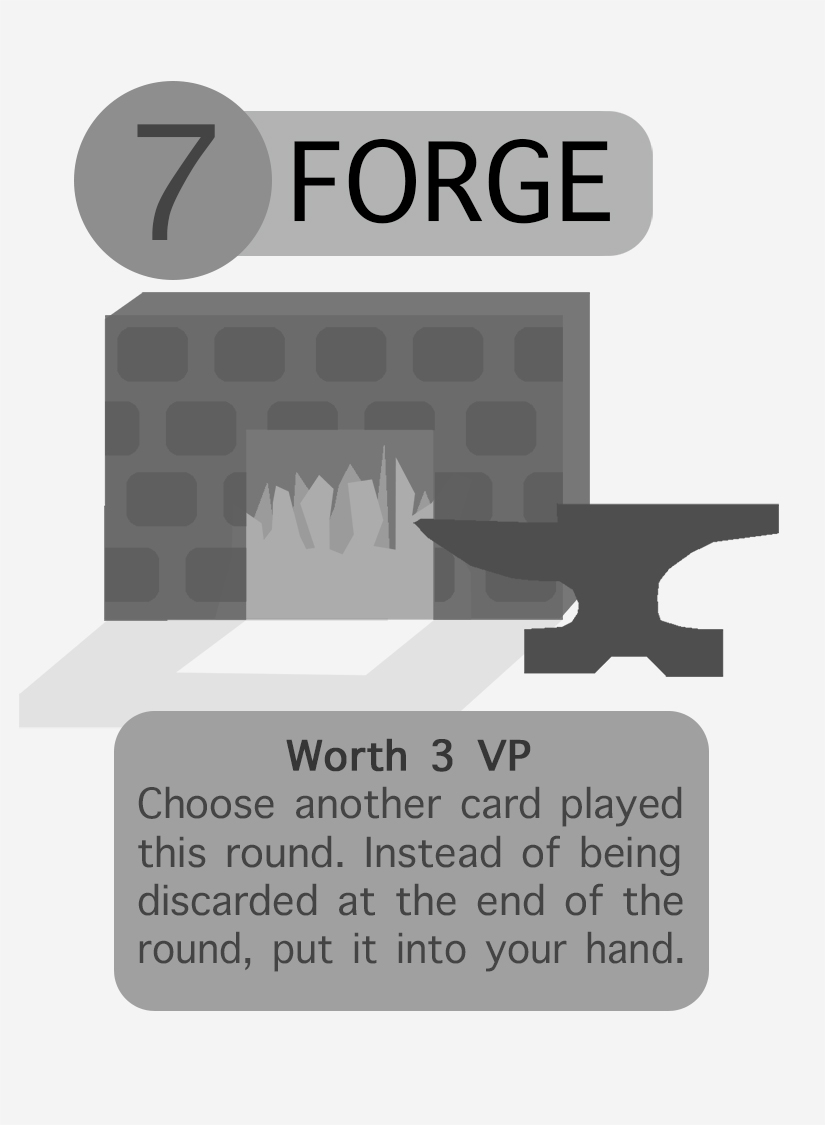 7 FORGE
Worth 3 VP
Choose another card played
this round. Instead of being
discarded at the end of the
round, put it into your hand.